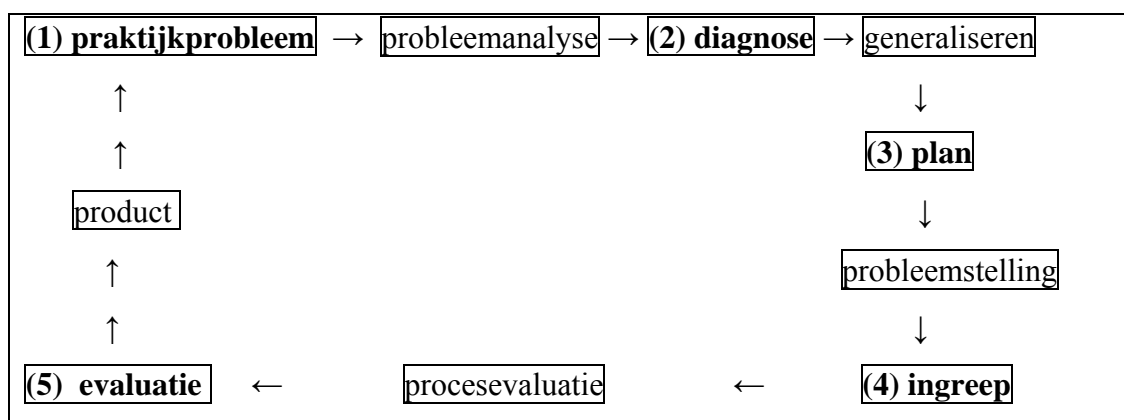 (1) praktijkprobleem → probleemanalyse → (2) diagnose → generaliseren
↑ ↓
↑ (3) plan
product ↓
↑ probleemstelling
↑ ↓
(5) evaluatie ← procesevaluatie ← (4) ingreep